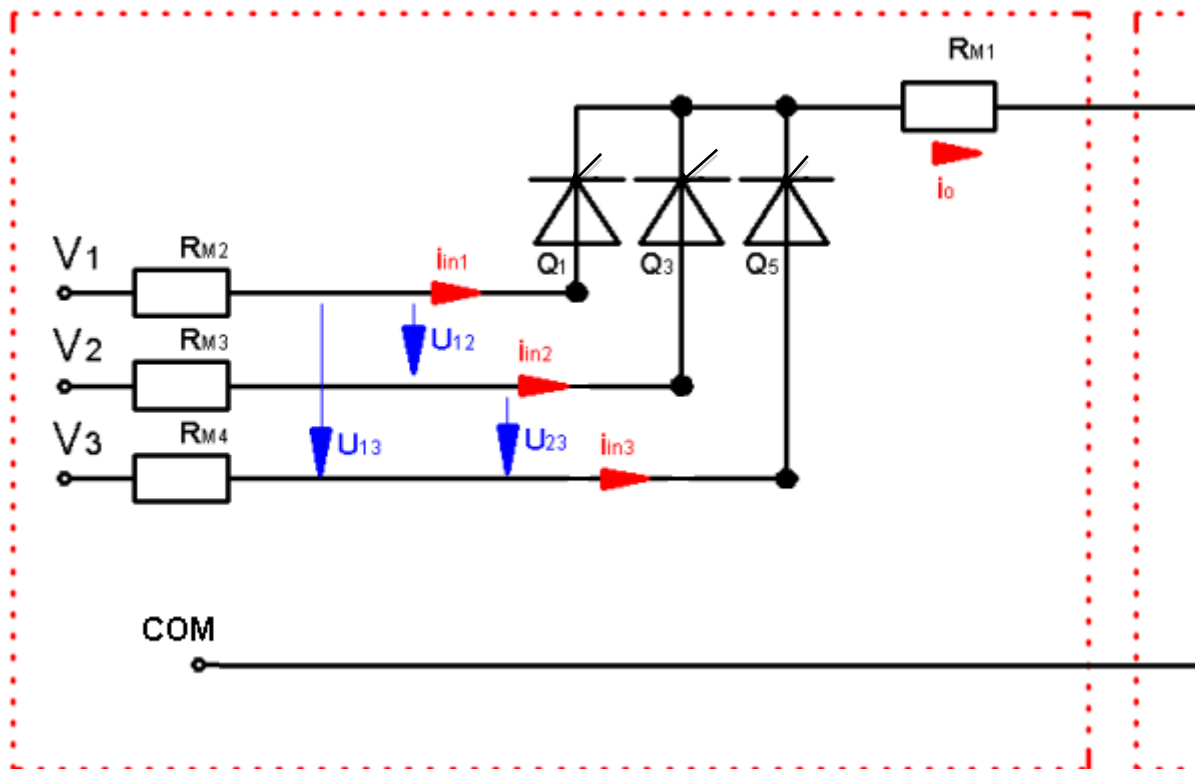 RM1
io
Q1
Q3
Q5
V1
RM2
iin1
U12
V2
RM3
iin2
U13
U23
V3
RM4
iin3
COM